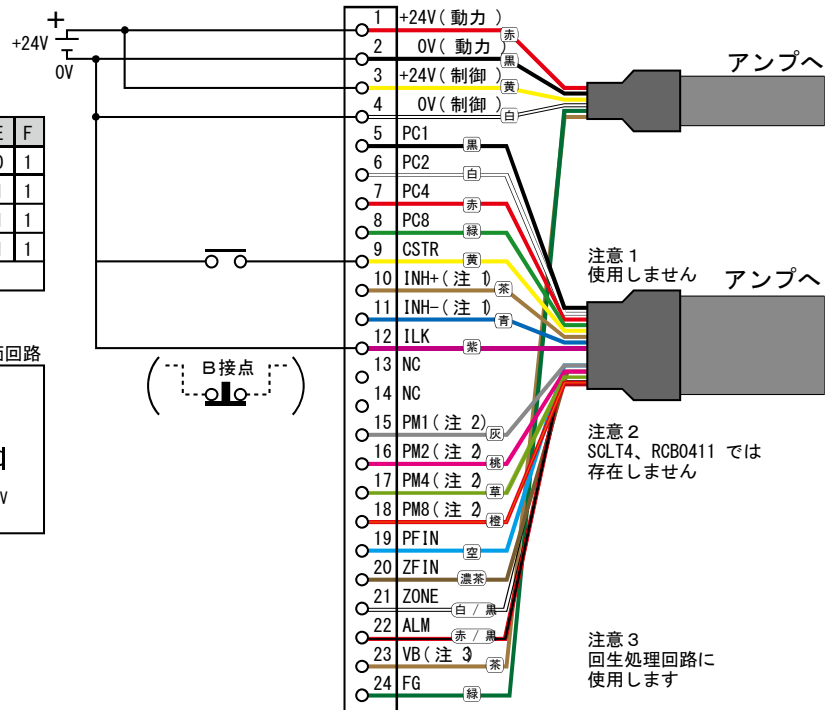 +
+24V
0V
E F
0 1
1
1
1
面回路
V
1 +24V(動力) 赤
2 0V(動力) 黒
3 +24V(制御) 黄
4 0V(制御) 白
5 PC1 黒
6 PC2 白
7 PC4 赤
8 PC8 緑
9 CSTR 黄
10 INH+(注 1) 茶
11 INH-(注 1) 青
12 ILK 紫
13 NC
14 NC
15 PM1(注 2) 灰
16 PM2(注 2) 桃
17 PM4(注 2) 草
18 PM8(注 2) 橙
19 PFIN 空
20 ZFIN 濃茶
21 ZONE 白/黒
22 ALM 赤/黒
23 VB(注 3) 茶
24 FG 緑
B接点
アンプへ
注意1
使用しません
アンプへ
注意2
SCLT4、RCB0411 では
存在しません
注意3
回生処理回路に
使用します